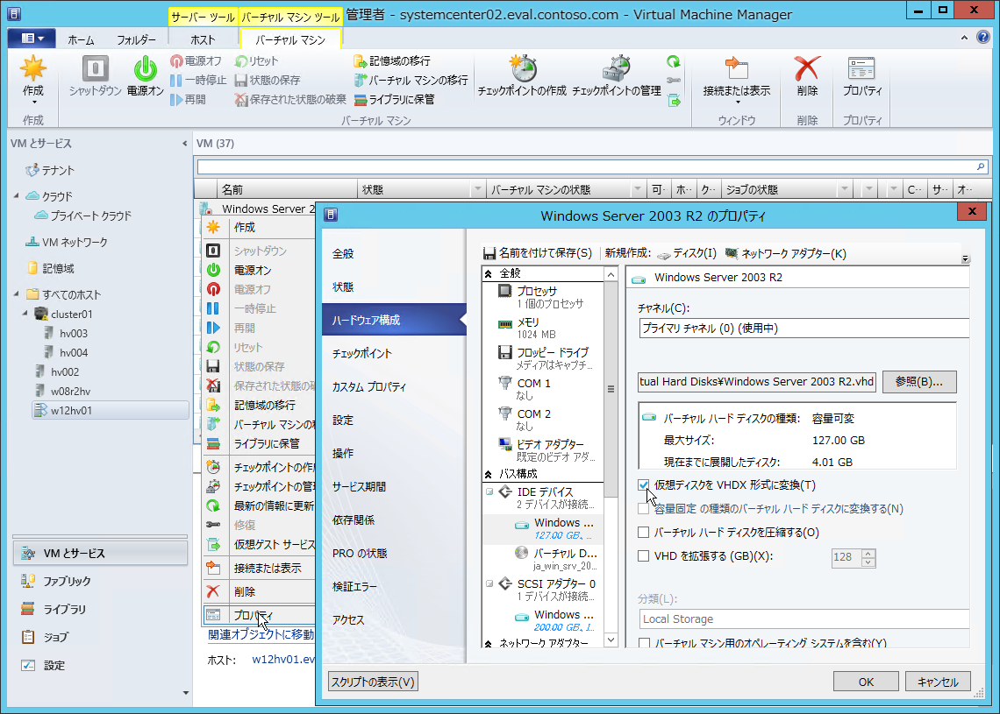 サーバー ツール
バーチャル マシン ツール
管理者 - systemcenter02.eval.contoso.com - Virtual Machine Manager
ホーム
フォルダー
ホスト
バーチャル マシン
作成
シャットダウン
電源オン
電源オフ
一時停止
再開
リセット
状態の保存
保存された状態の破棄
記憶域の移行
バーチャル マシンの移行
ライブラリに保管
チェックポイントの作成
チェックポイントの管理
接続または表示
削除
プロパティ
作成
バーチャル マシン
ウィンドウ
削除
プロパティ
VM とサービス
テナント
クラウド
プライベート クラウド
VM ネットワーク
記憶域
すべてのホスト
cluster01
hv003
hv004
hv002
w08r2hv
w12hv01
VM とサービス
ファブリック
ライブラリ
ジョブ
設定
VM (37)
名前
状態
バーチャル マシンの状態
可··
ホ··
ク··
ジョブの状態
C··
サ··
オ··
Windows Server 2
作成
シャットダウン
電源オン
電源オフ
一時停止
再開
リセット
状態の保存
保存された状態の
記憶域の移行
バーチャル マシンの
ライブラリに保管
チェックポイントの作
チェックポイントの管
最新の情報に更新
修復
仮想ゲスト サービス
接続または表示
削除
プロパティ
関連オブジェクトに移動
ホスト:
w12hv01.ev
Windows Server 2003 R2 のプロパティ
全般
状態
ハードウェア構成
チェックポイント
カスタム プロパティ
設定
操作
サービス期間
依存関係
PRO の状態
検証エラー
アクセス
名前を付けて保存(S)
新規作成:
ディスク(I)
ネットワーク アダプター(K)
全般
プロセッサ
1 個のプロセッサ
メモリ
1024 MB
フロッピー ドライブ
メディアはキャプチ...
COM 1
なし
COM 2
なし
ビデオ アダプター
既定のビデオ アダ...
バス構成
IDE デバイス
2 デバイスが接続...
Windows ...
127.00 GB、...
バーチャル D...
ja_win_srv_20...
SCSI アダプター 0
1 デバイスが接続...
Windows ...
200.00 GB、I...
ネットワーク アダプター
Windows Server 2003 R2
チャネル(C):
プライマリ チャネル (0) (使用中)
tual Hard Disks¥Windows Server 2003 R2.vhd
参照(B)...
バーチャル ハード ディスクの種類:
容量可変
最大サイズ:
127.00 GB
現在までに展開したディスク:
4.01 GB
仮想ディスクを VHDX 形式に変換(T)
容量固定 の種類のバーチャル ハード ディスクに変換する(N)
バーチャル ハード ディスクを圧縮する(O)
VHD を拡張する (GB)(X):
128
分類(L):
Local Storage
バーチャル マシン用のオペレーティング システムを含む(Y)
スクリプトの表示(V)
OK
キャンセル